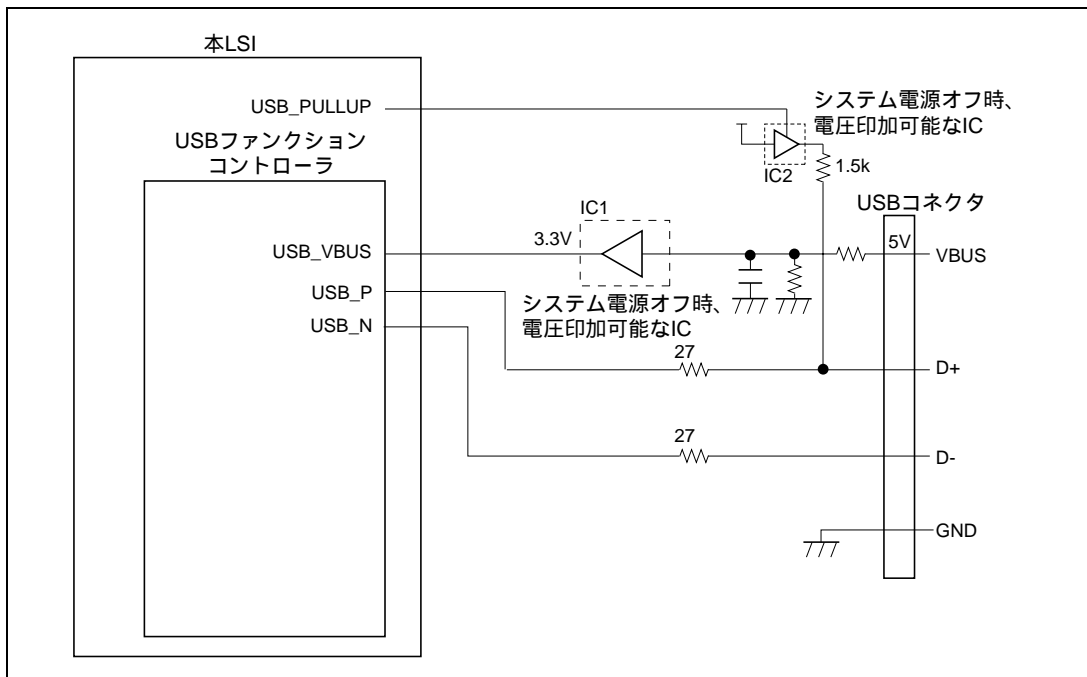 本LSI
USB_PULLUP
システム電源オフ時、
電圧印加可能なIC
USBファンクション
コントローラ
IC2
1.5k
USBコネクタ
IC1
5V
3.3V
USB_VBUS
VBUS
USB_P
システム電源オフ時、
電圧印加可能なIC
USB_N
27
D+
27
D-
GND